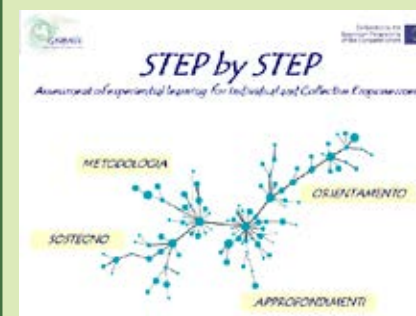 STEP by STEP
Assessment of experiential learning for Individual and Collective Empowerment
METODOLOGIA
ORIENTAMENTO
SOSTEGNO
APPROFONDIMENTI